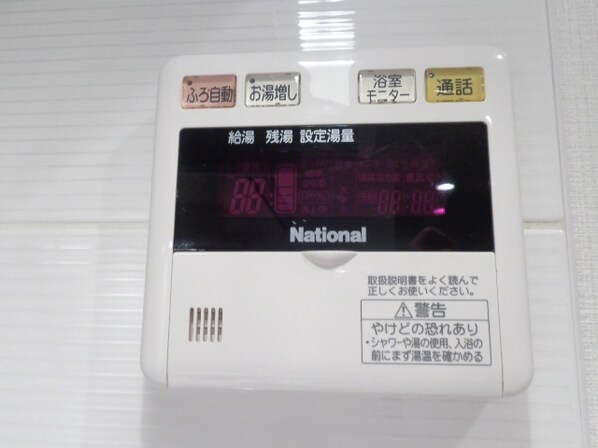 ふろ自動 お湯増し 浴室モニター 通話
給湯 残湯 設定湯量
88 88:88
National
取扱説明書をよく読んで
正しくお使いください。
⚠警告
やけどの恐れあり
・シャワーや湯の使用、入浴の
前にまず湯温を確かめる